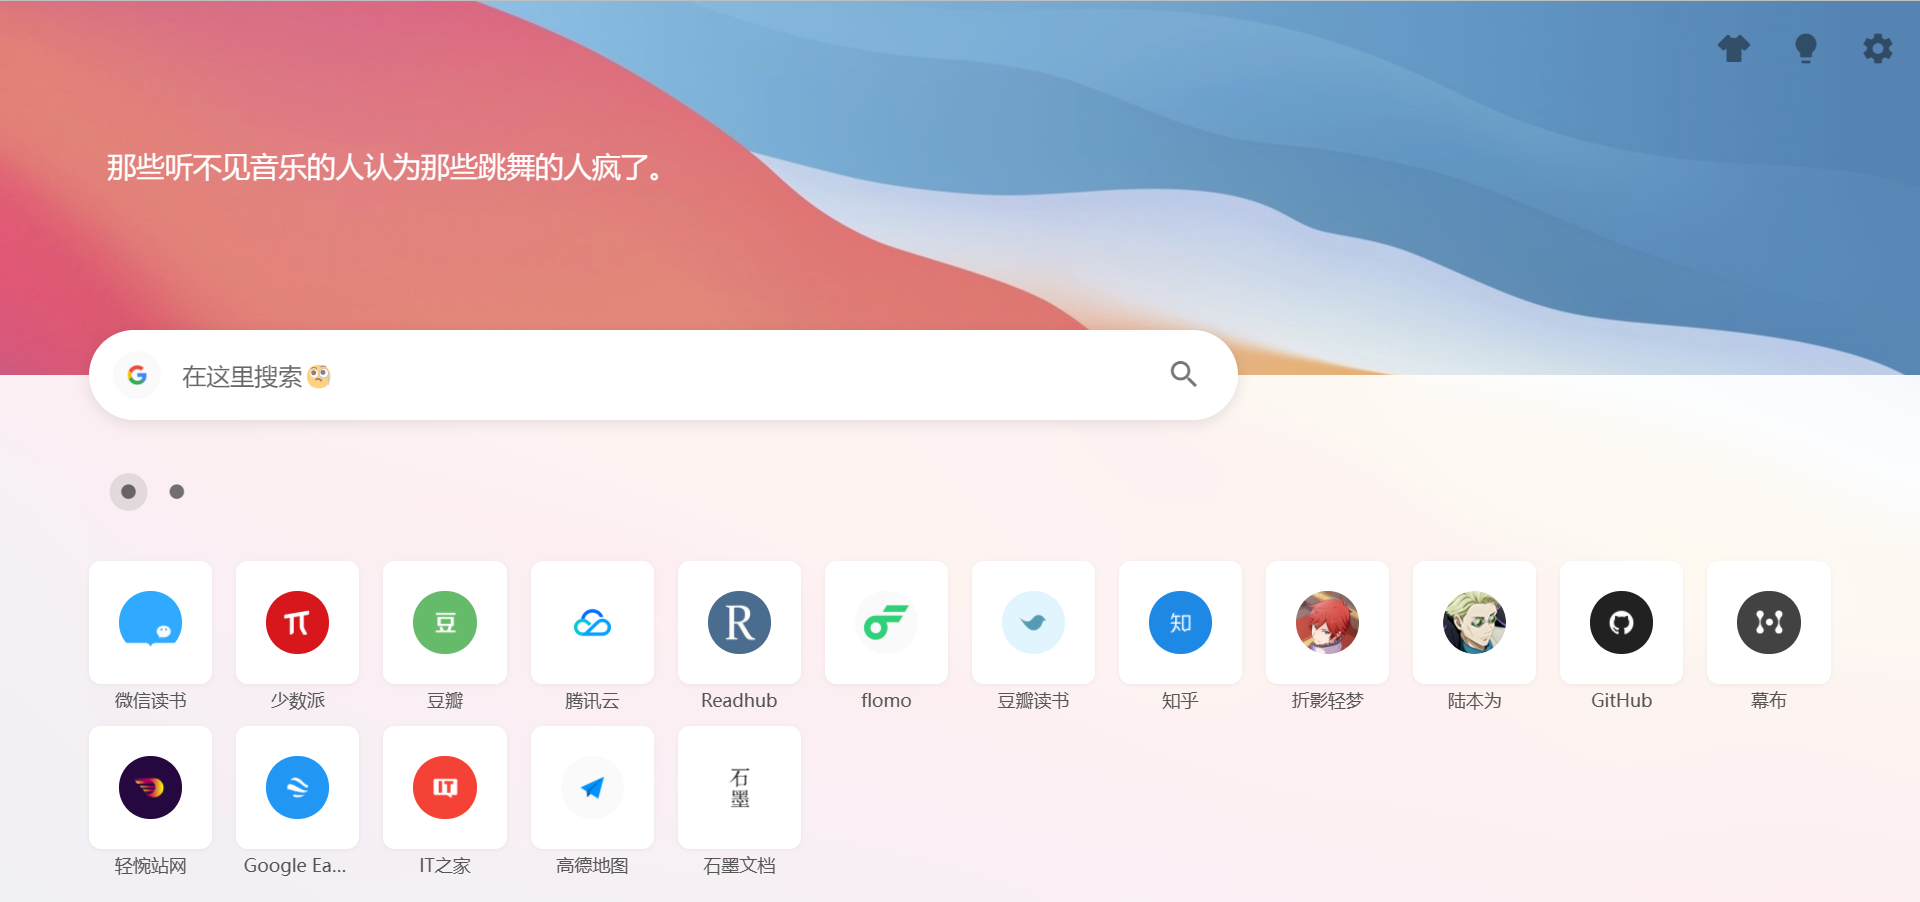 那些听不见音乐的人认为那些跳舞的人疯了。
在这里搜索🧐
豆
R
知
微信读书
少数派
豆瓣
腾讯云
Readhub
flomo
豆瓣读书
知乎
折影轻梦
陆本为
GitHub
幕布
IT
石
墨
轻惋站网
Google Ea...
IT之家
高德地图
石墨文档